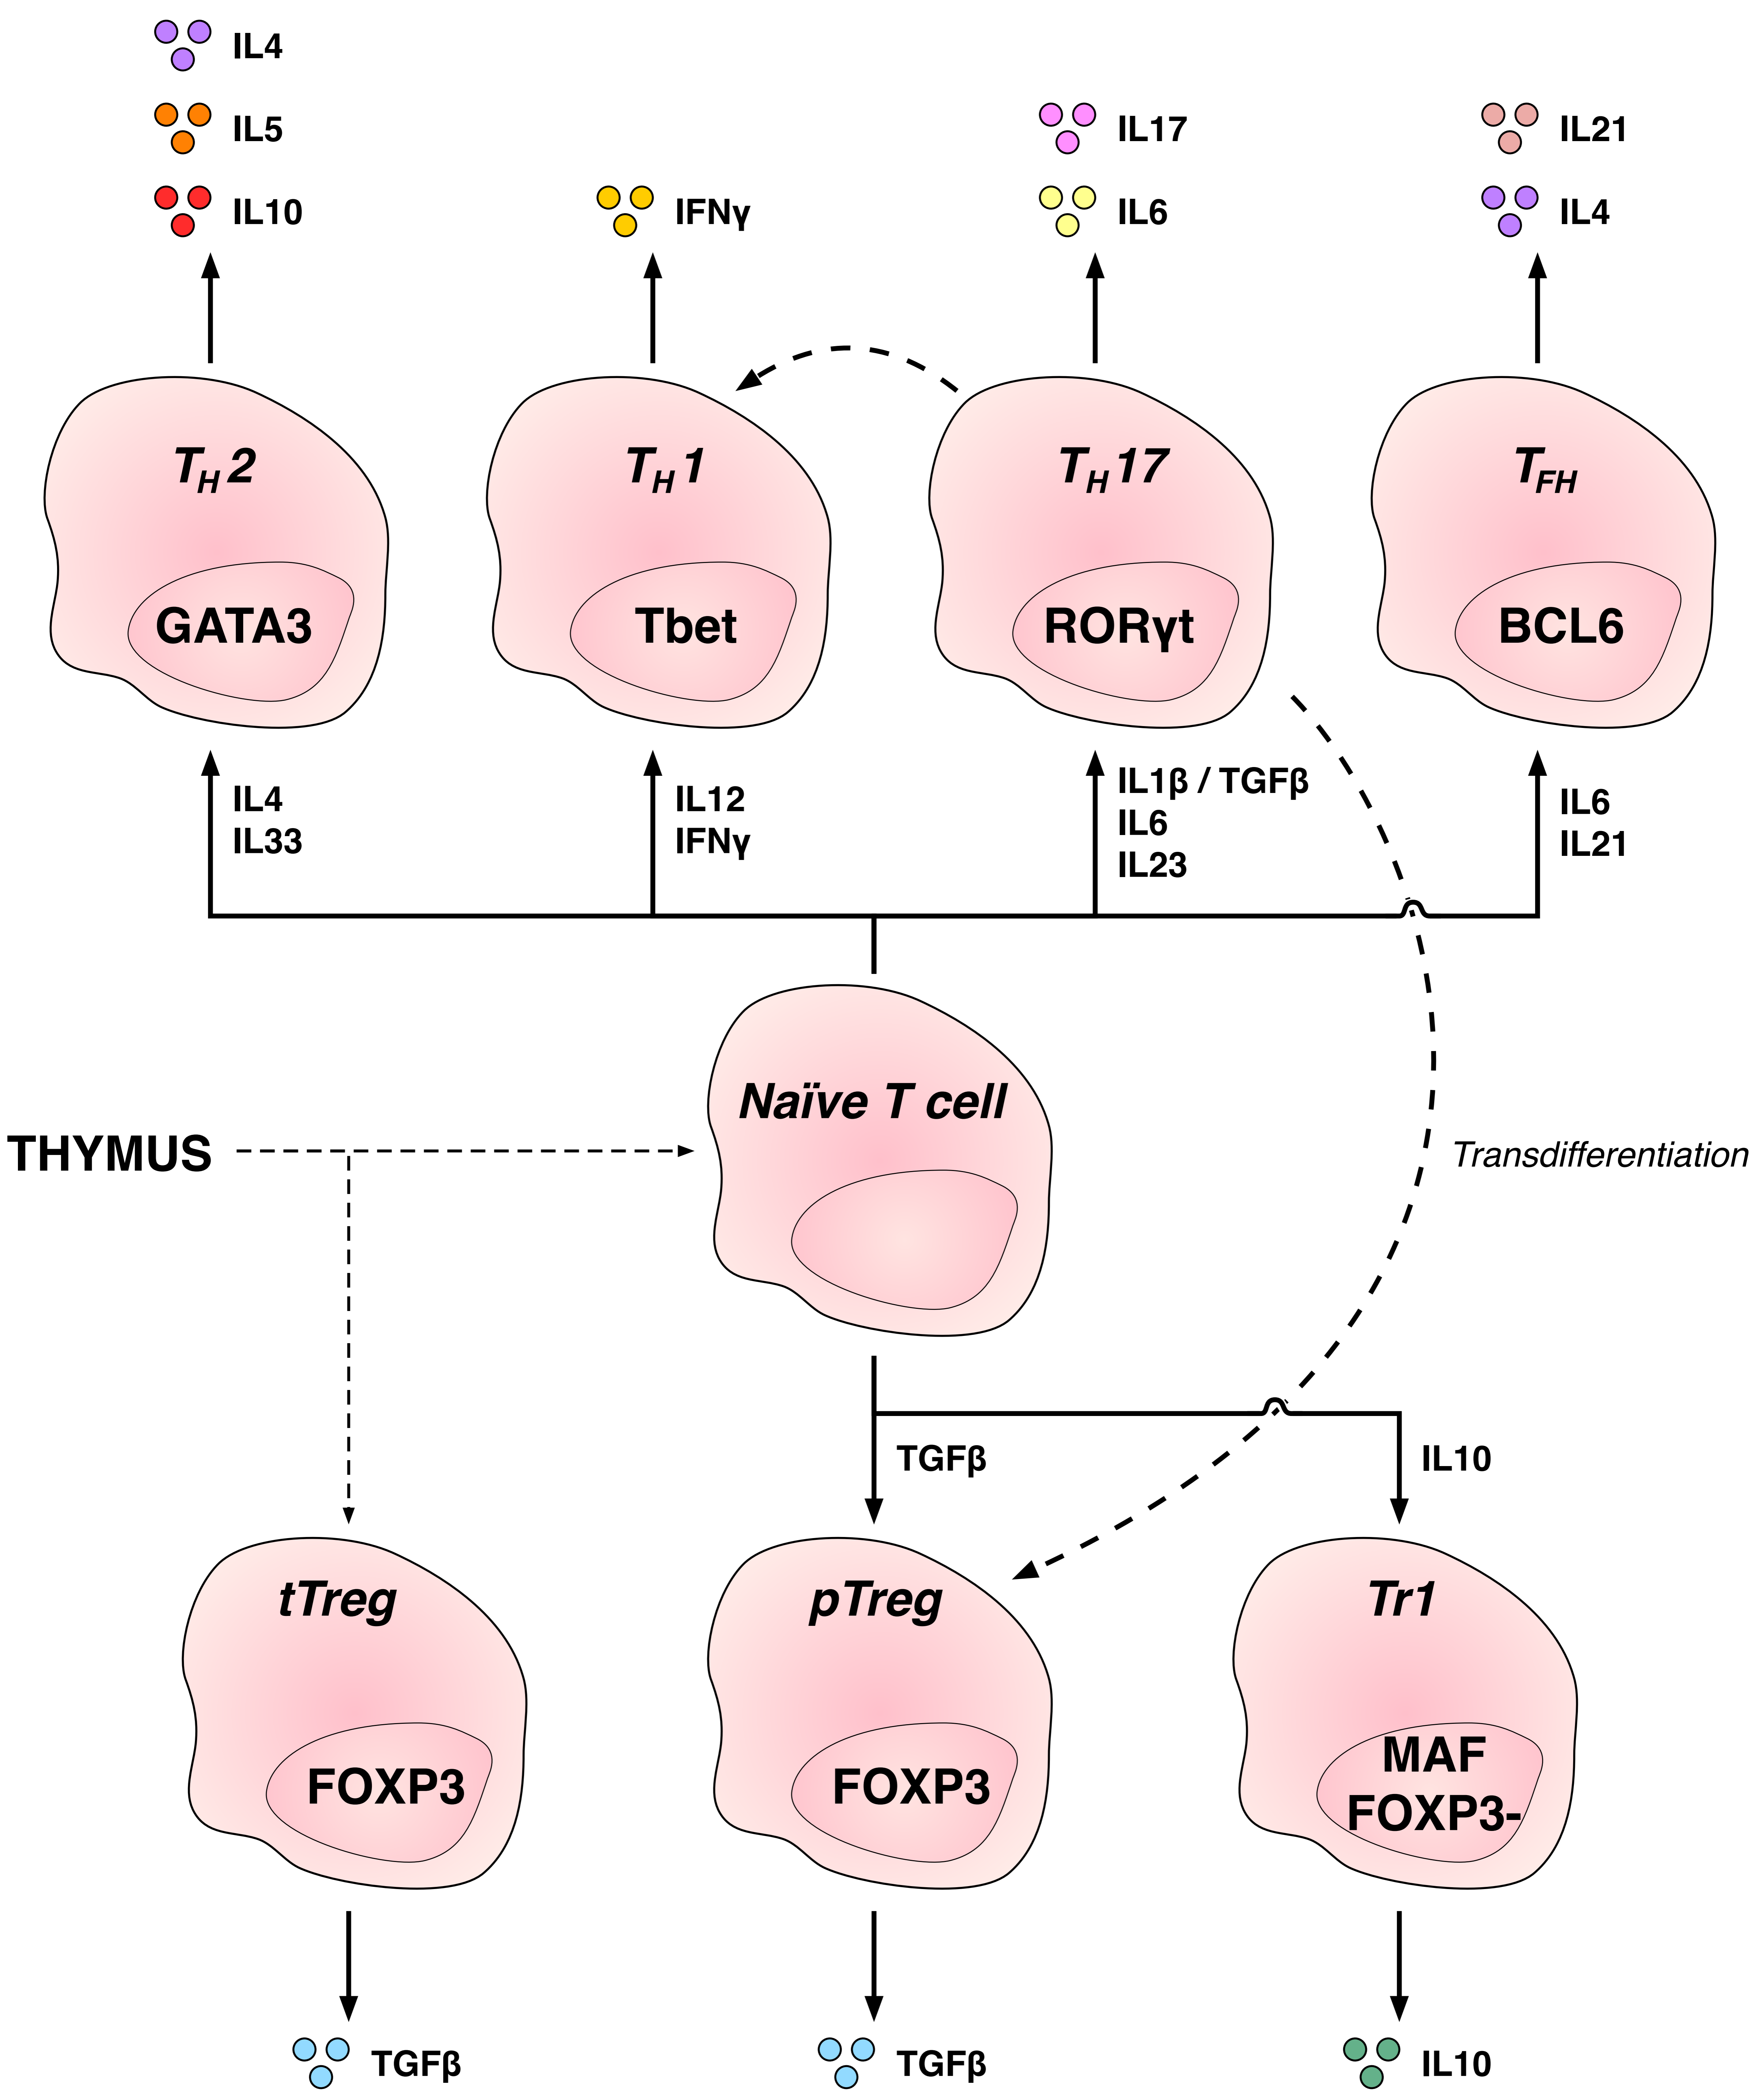 IL4
IL5
IL10
IFNγ
IL17
IL6
IL21
IL4
TH2
TH1
TH17
TFH
GATA3
Tbet
RORγt
BCL6
IL4
IL33
IL12
IFNγ
IL1β / TGFβ
IL6
IL23
IL6
IL21
Naïve T cell
THYMUS
Transdifferentiation
TGFβ
IL10
tTreg
pTreg
Tr1
FOXP3
FOXP3
MAF
FOXP3-
TGFβ
TGFβ
IL10